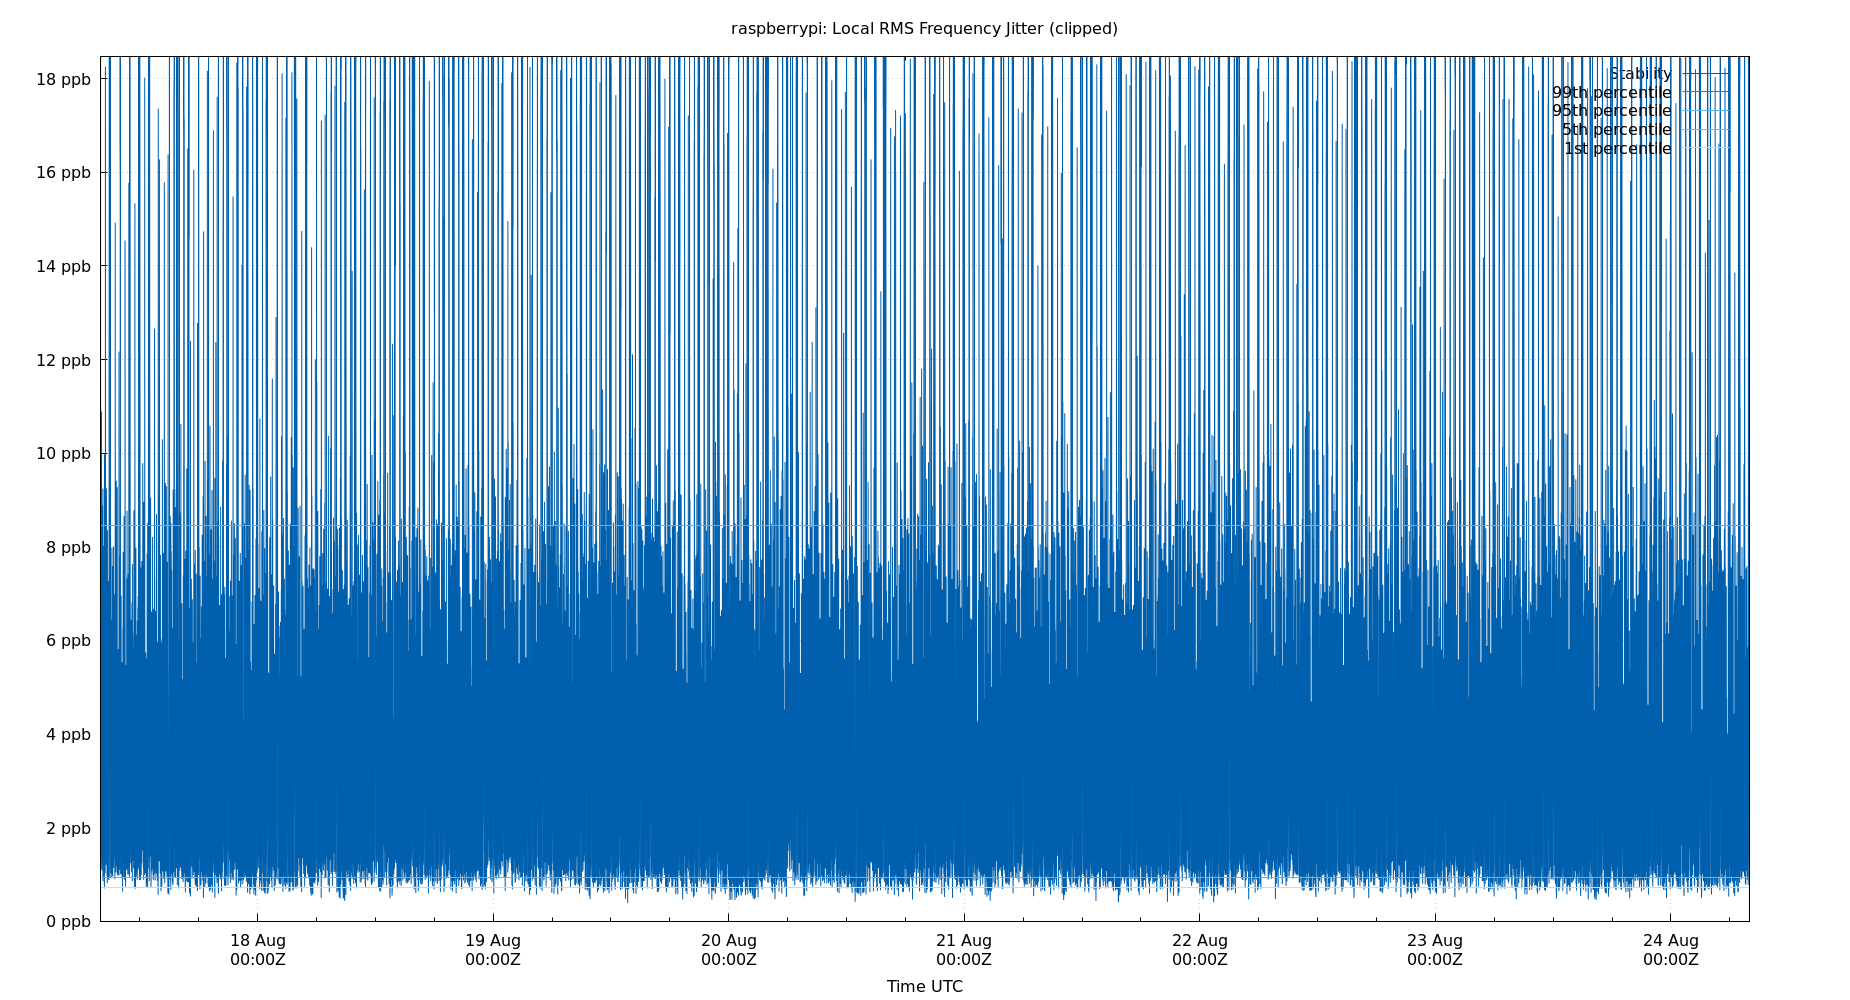 raspberrypi: Local RMS Frequency Jitter (clipped)
18 ppb
16 ppb
14 ppb
12 ppb
10 ppb
8 ppb
6 ppb
4 ppb
2 ppb
0 ppb
Stability
99th percentile
95th percentile
5th percentile
1st percentile
18 Aug
00:00Z
19 Aug
00:00Z
20 Aug
00:00Z
21 Aug
00:00Z
22 Aug
00:00Z
23 Aug
00:00Z
24 Aug
00:00Z
Time UTC